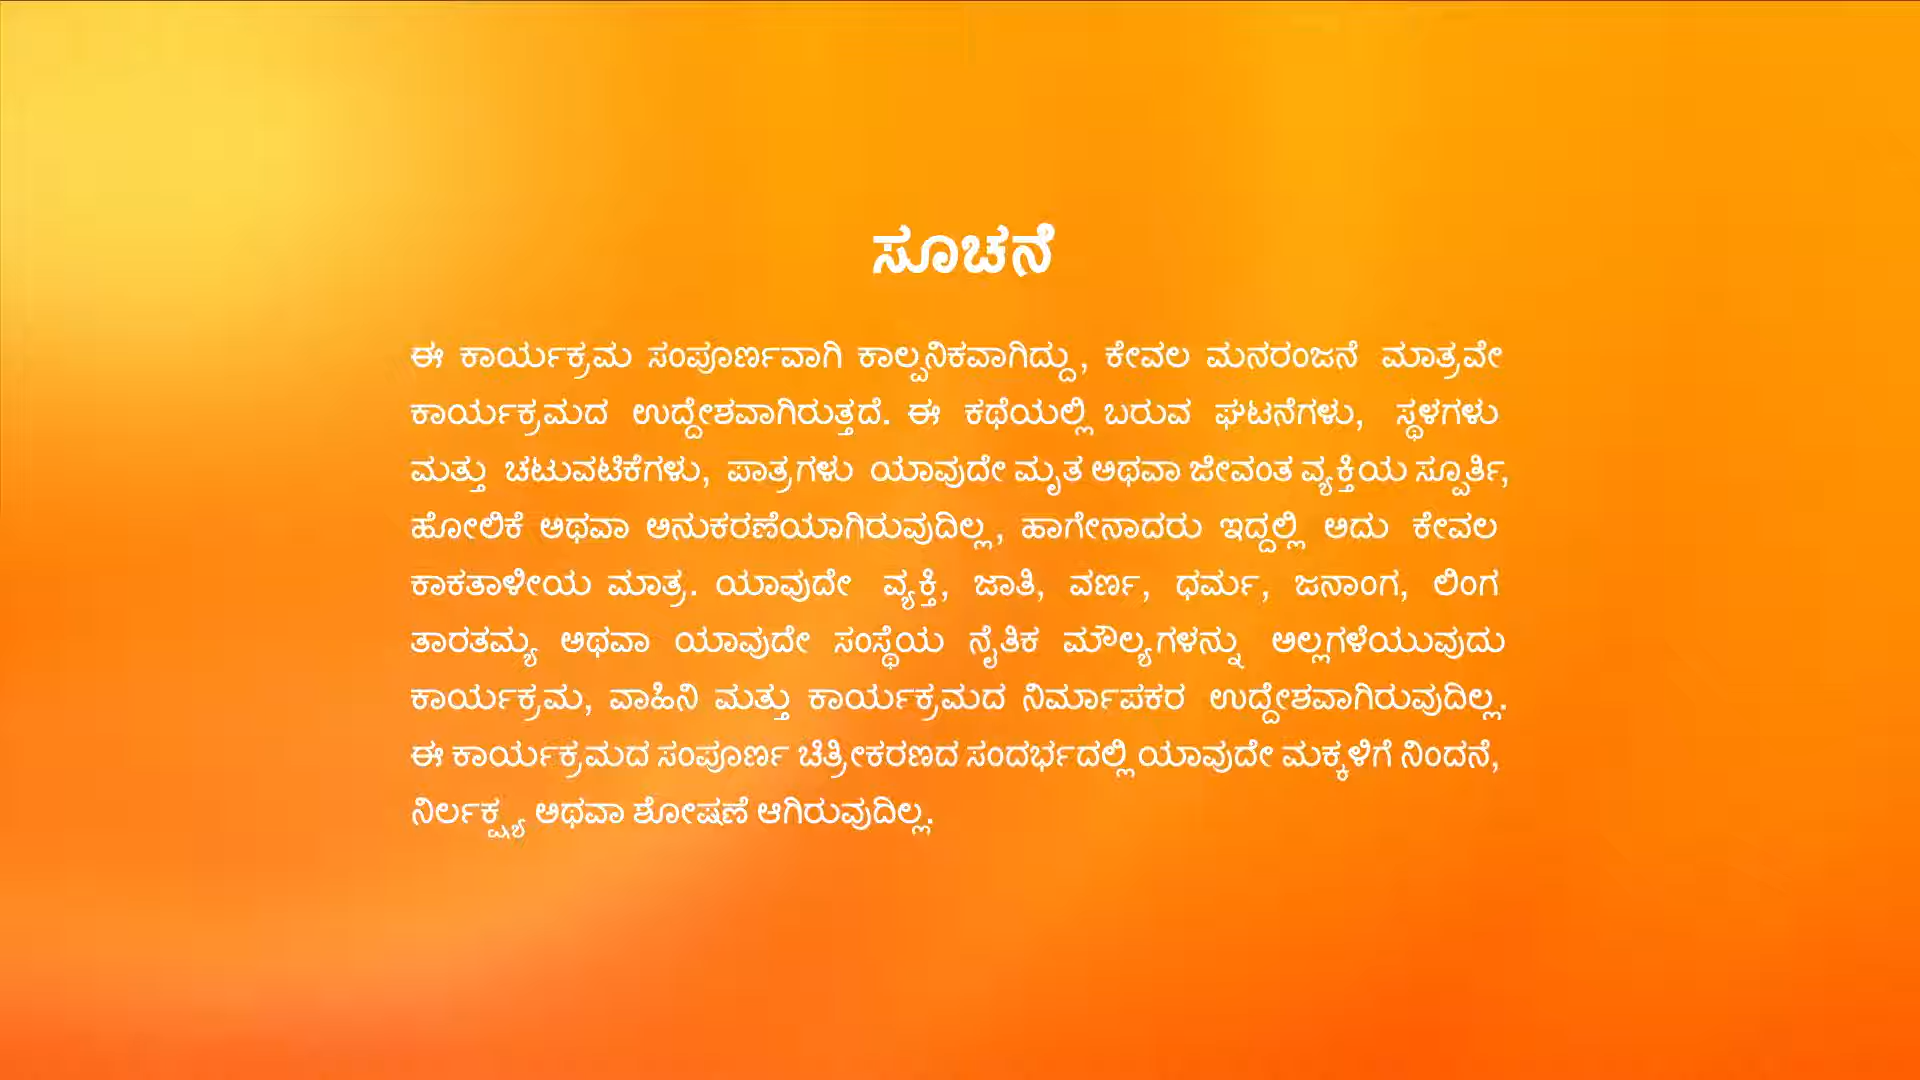 ಸೂಚನೆ
ಈ ಕಾರ್ಯಕ್ರಮ ಸಂಪೂರ್ಣವಾಗಿ ಕಾಲ್ಪನಿಕವಾಗಿದ್ದು, ಕೇವಲ ಮನರಂಜನೆ ಮಾತ್ರವೇ
ಕಾರ್ಯಕ್ರಮದ ಉದ್ದೇಶವಾಗಿರುತ್ತದೆ. ಈ ಕಥೆಯಲ್ಲಿ ಬರುವ ಘಟನೆಗಳು, ಸ್ಥಳಗಳು
ಮತ್ತು ಚಟುವಟಿಕೆಗಳು, ಪಾತ್ರಗಳು ಯಾವುದೇ ಮೃತ ಅಥವಾ ಜೀವಂತ ವ್ಯಕ್ತಿಯ ಸ್ಪೂರ್ತಿ,
ಹೋಲಿಕೆ ಅಥವಾ ಅನುಕರಣೆಯಾಗಿರುವುದಿಲ್ಲ, ಹಾಗೇನಾದರು ಇದ್ದಲ್ಲಿ ಅದು ಕೇವಲ
ಕಾಕತಾಳೀಯ ಮಾತ್ರ. ಯಾವುದೇ ವ್ಯಕ್ತಿ, ಜಾತಿ, ವರ್ಣ, ಧರ್ಮ, ಜನಾಂಗ, ಲಿಂಗ
ತಾರತಮ್ಯ ಅಥವಾ ಯಾವುದೇ ಸಂಸ್ಥೆಯ ನೈತಿಕ ಮೌಲ್ಯಗಳನ್ನು ಅಲ್ಲಗಳೆಯುವುದು
ಕಾರ್ಯಕ್ರಮ, ವಾಹಿನಿ ಮತ್ತು ಕಾರ್ಯಕ್ರಮದ ನಿರ್ಮಾಪಕರ ಉದ್ದೇಶವಾಗಿರುವುದಿಲ್ಲ.
ಈ ಕಾರ್ಯಕ್ರಮದ ಸಂಪೂರ್ಣ ಚಿತ್ರೀಕರಣದ ಸಂದರ್ಭದಲ್ಲಿ ಯಾವುದೇ ಮಕ್ಕಳಿಗೆ ನಿಂದನೆ,
ನಿರ್ಲಕ್ಷ್ಯ ಅಥವಾ ಶೋಷಣೆ ಆಗಿರುವುದಿಲ್ಲ.